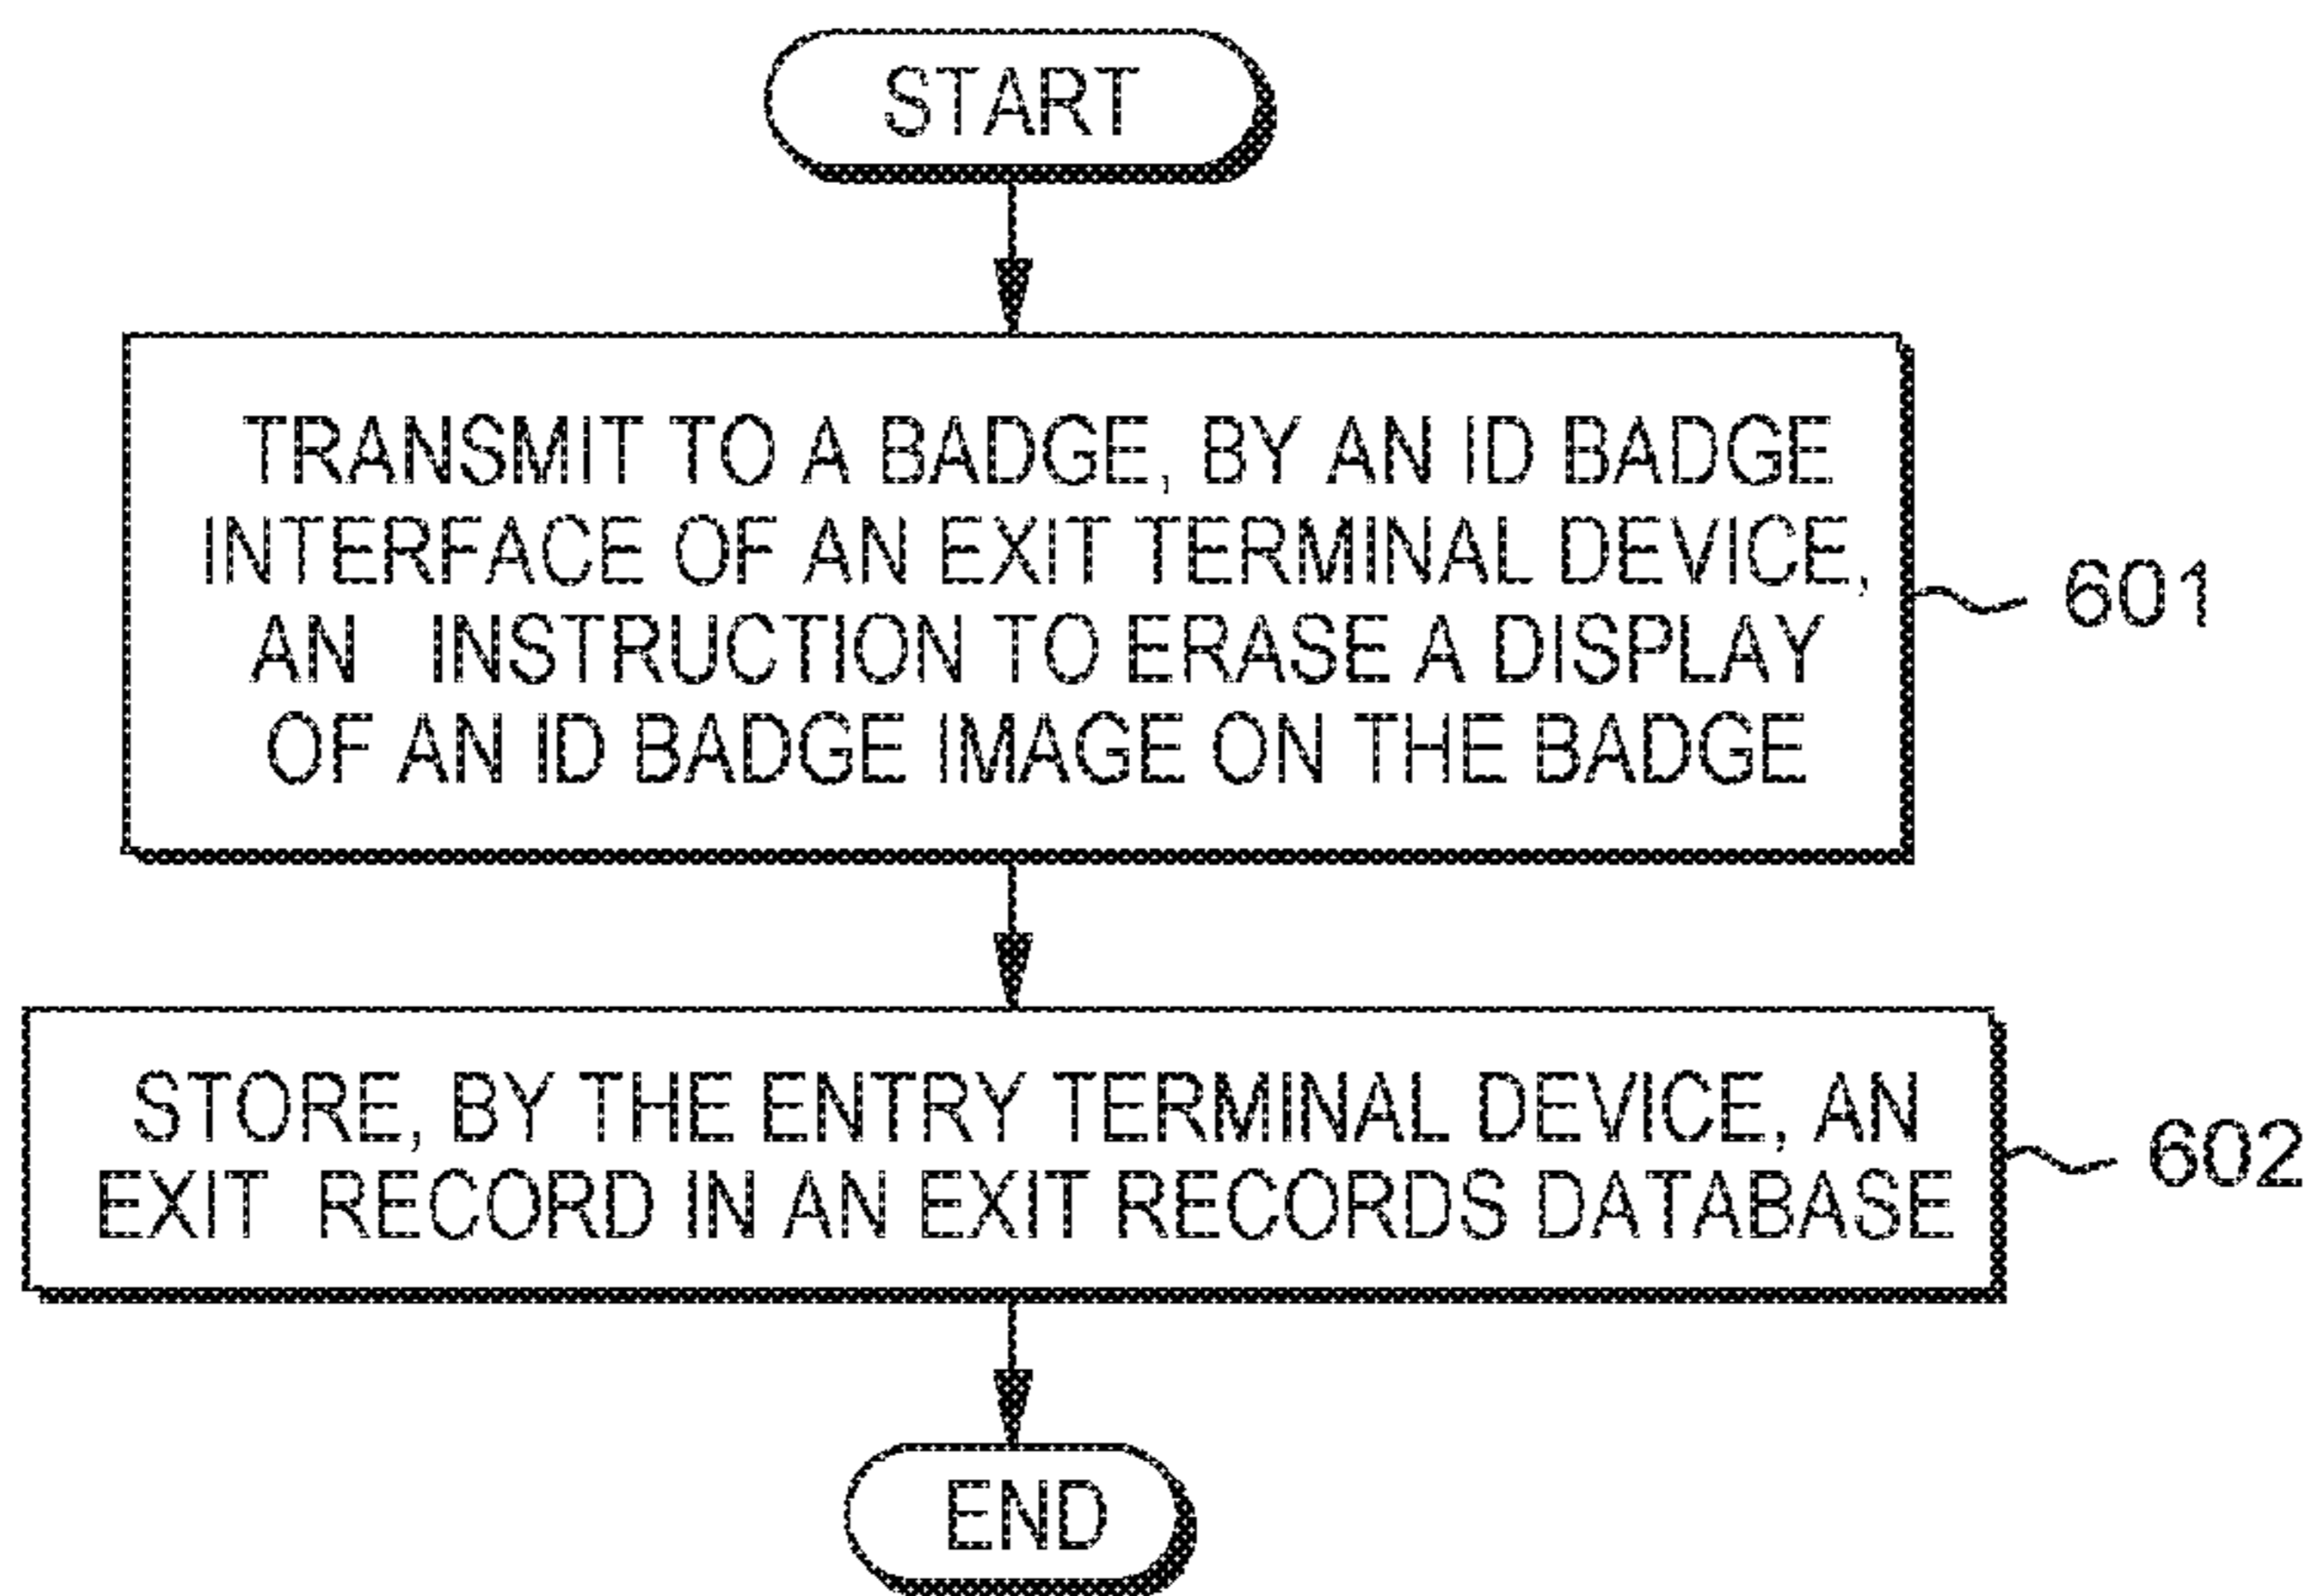 START
TRANSMIT TO A BADGE, BY AN ID BADGE
INTERFACE OF AN EXIT TERMINAL DEVICE,
AN INSTRUCTION TO ERASE A DISPLAY
OF AN ID BADGE IMAGE ON THE BADGE
601
STORE, BY THE ENTRY TERMINAL DEVICE, AN
EXIT RECORD IN AN EXIT RECORDS DATABASE
602
END